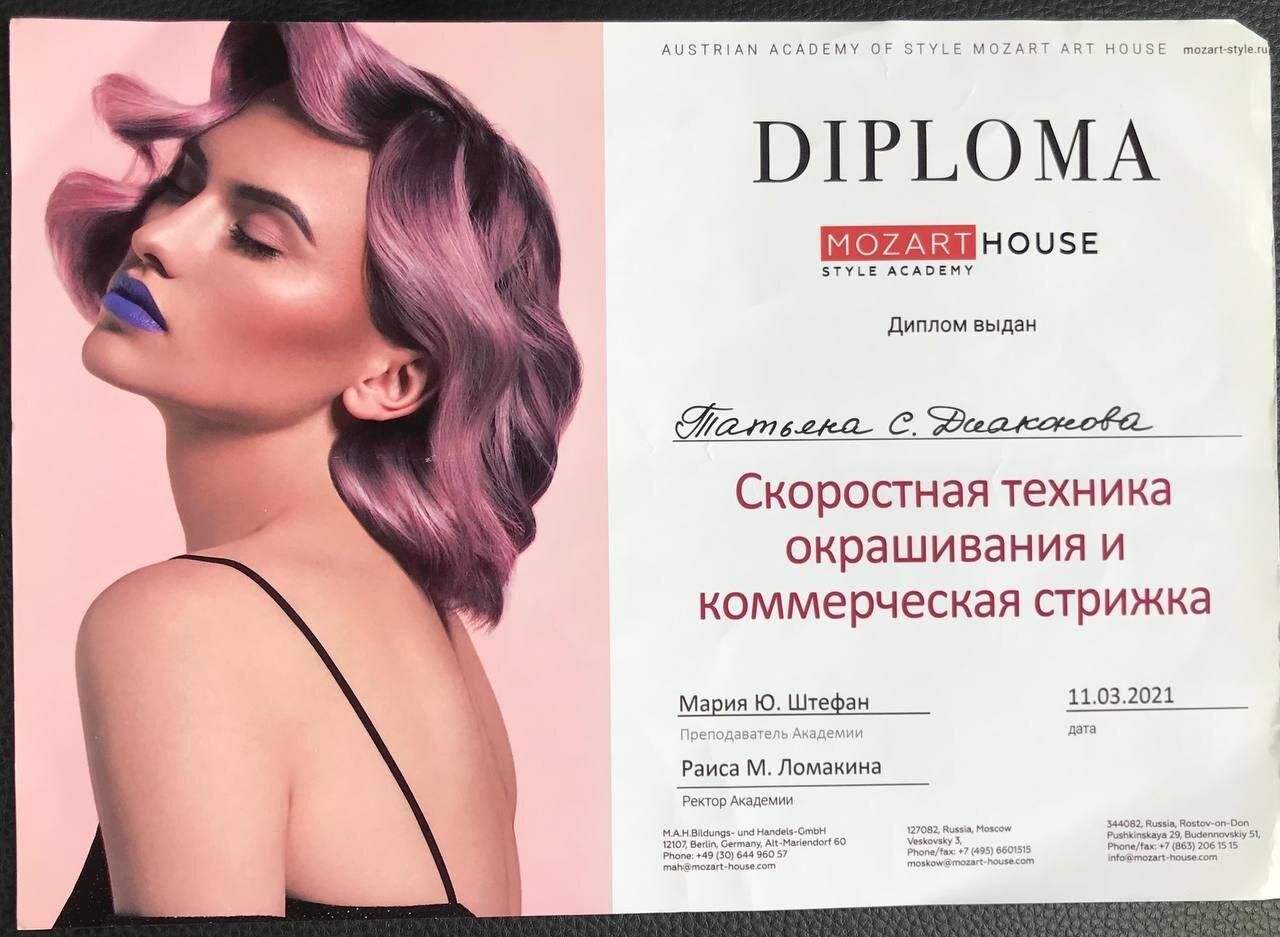 AUSTRIAN ACADEMY OF STYLE MOZART ART HOUSE mozart-style.ru
DIPLOMA
MOZART HOUSE
STYLE ACADEMY
Диплом выдан
Татьяна С. Диаконова
Скоростная техника
окрашивания и
коммерческая стрижка
Мария Ю. Штефан
Преподаватель Академии
11.03.2021
дата
Раиса М. Ломакина
Ректор Академии
M.A.H.Bildungs- und Handels-GmbH
12107, Berlin, Germany, Alt-Mariendorf 60
Phone: +49 (30) 644 960 57
mah@mozart-house.com
127082, Russia, Moscow
Veskovsky 3,
Phone/fax: +7 (495) 6601515
moskow@mozart-house.com
344082, Russia, Rostov-on-Don
Pushkinskaya 29, Budennovskiy 51,
Phone/fax: +7 (863) 206 15 15
info@mozart-house.com